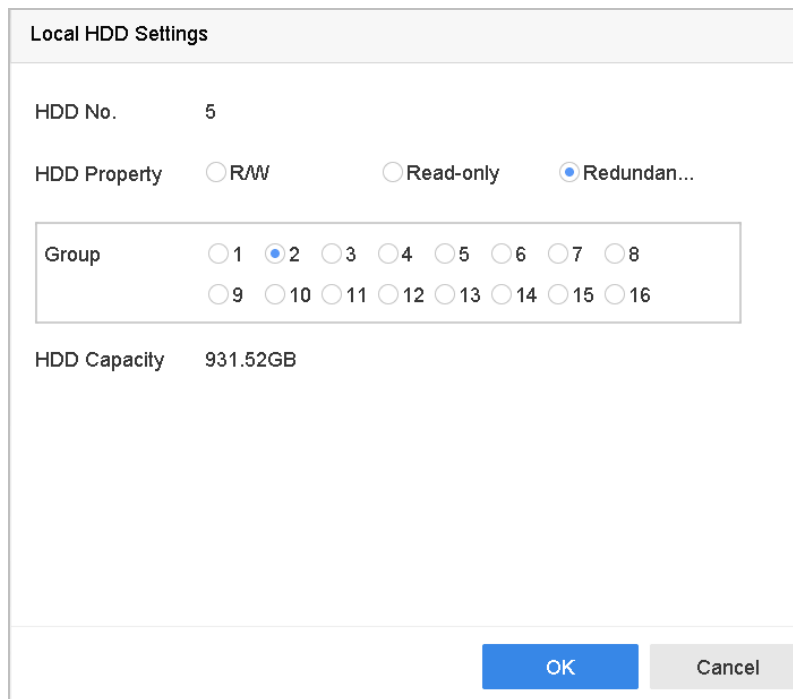 Local HDD Settings
HDD No. 5
HDD Property R/W Read-only Redundan...
Group 1 2 3 4 5 6 7 8
9 10 11 12 13 14 15 16
HDD Capacity 931.52GB
OK Cancel